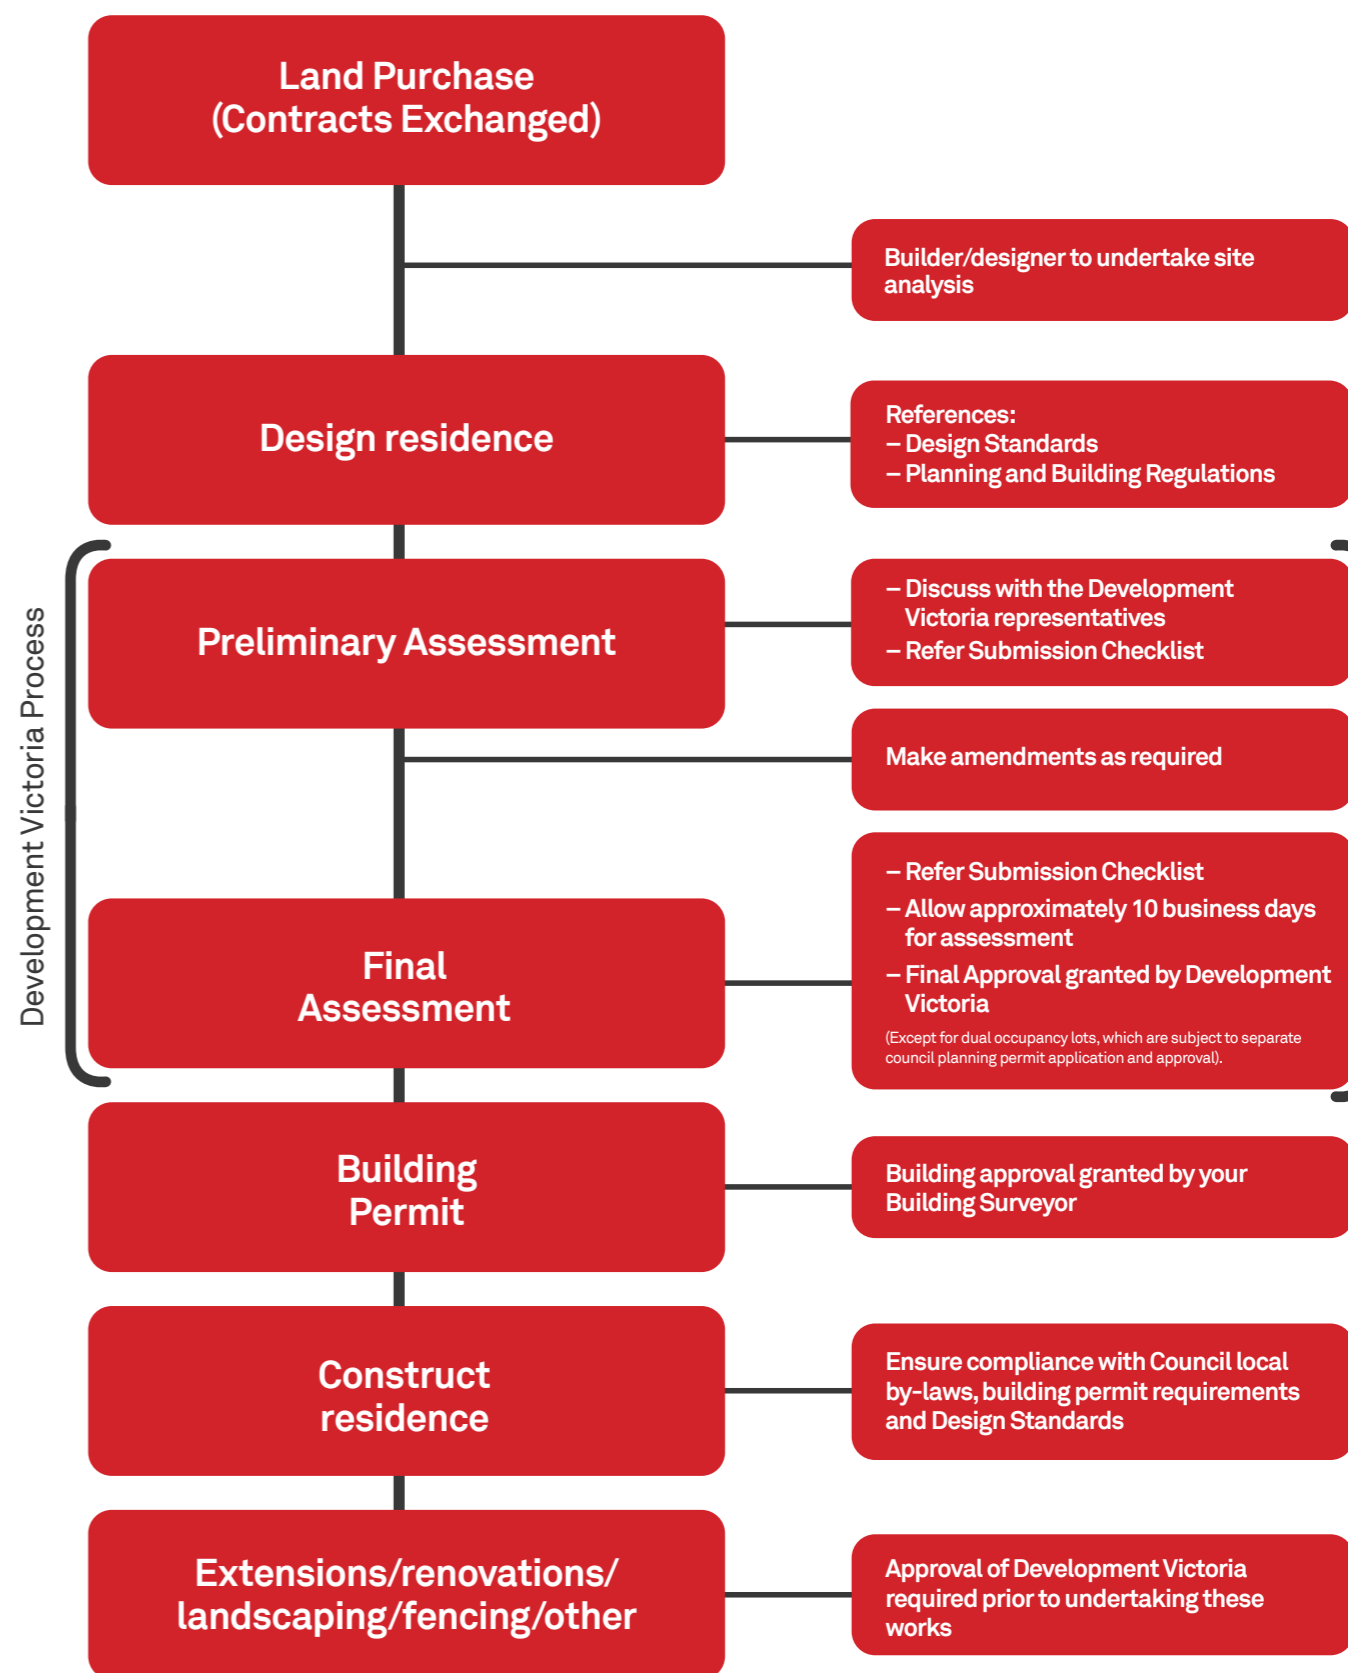 Land Purchase
(Contracts Exchanged)
Builder/designer to undertake site
analysis
Design residence
References:
– Design Standards
– Planning and Building Regulations
Development Victoria Process
Preliminary Assessment
– Discuss with the Development
Victoria representatives
– Refer Submission Checklist
Make amendments as required
Final
Assessment
– Refer Submission Checklist
– Allow approximately 10 business days
for assessment
– Final Approval granted by Development
Victoria
(Except for dual occupancy lots, which are subject to separate
council planning permit application and approval).
Building
Permit
Building approval granted by your
Building Surveyor
Construct
residence
Ensure compliance with Council local
by-laws, building permit requirements
and Design Standards
Extensions/renovations/
landscaping/fencing/other
Approval of Development Victoria
required prior to undertaking these
works